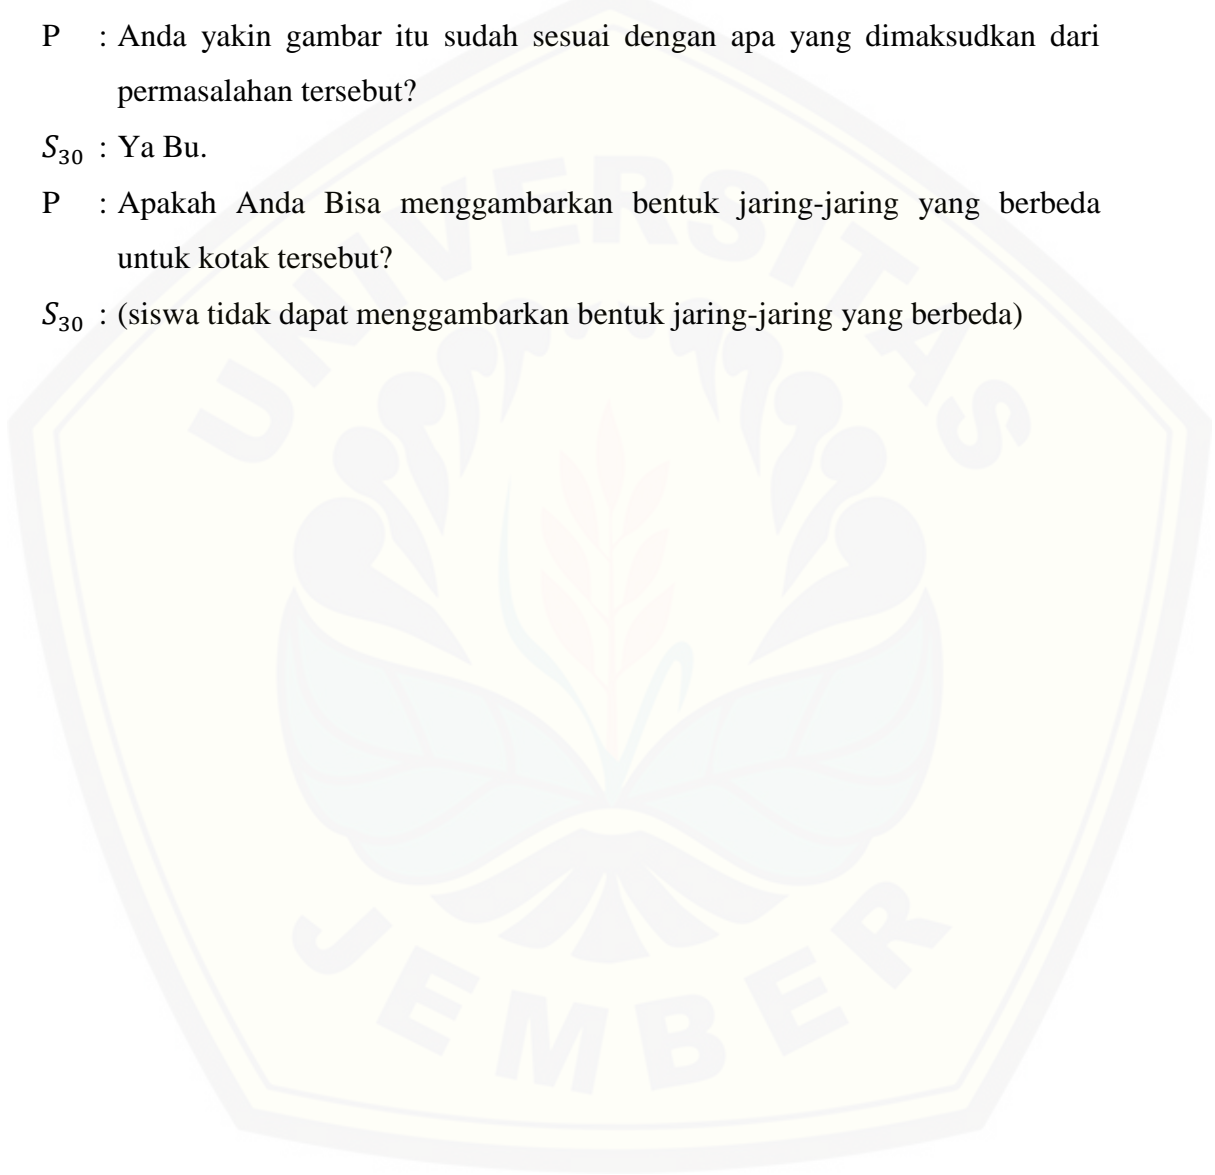 P : Anda yakin gambar itu sudah sesuai dengan apa yang dimaksudkan dari
permasalahan tersebut?
𝑆₃₀ : Ya Bu.
P : Apakah Anda Bisa menggambarkan bentuk jaring-jaring yang berbeda
untuk kotak tersebut?
𝑆₃₀ : (siswa tidak dapat menggambarkan bentuk jaring-jaring yang berbeda)
UNIVERSITAS
JEMBER